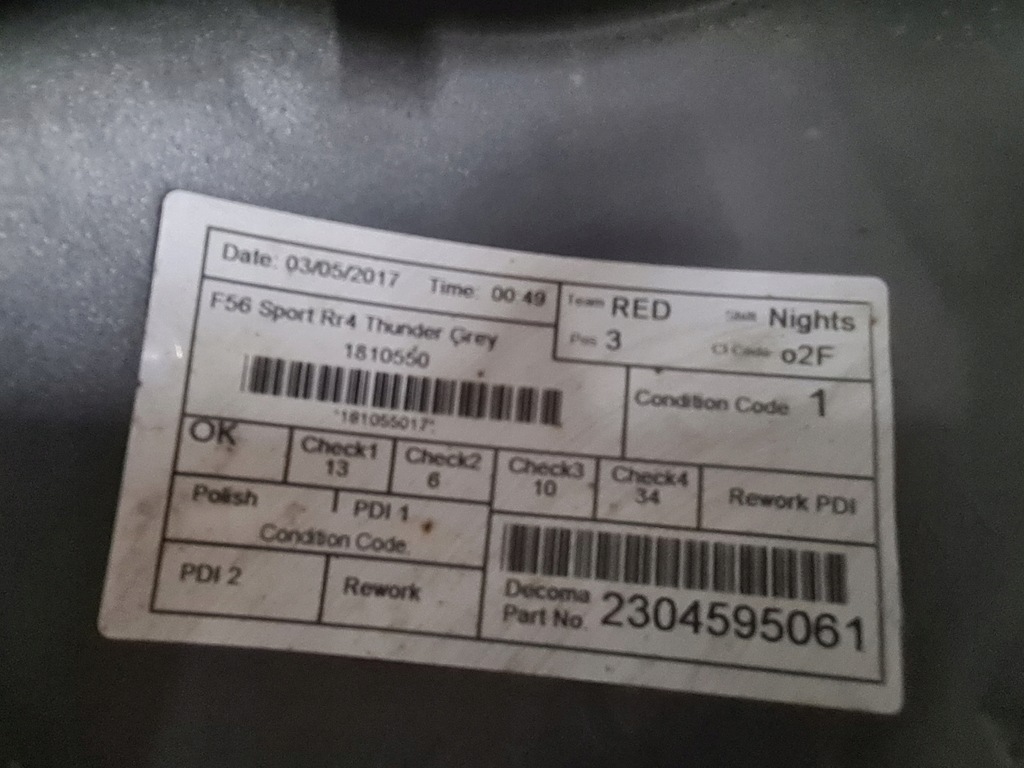 Date: 03/05/2017 Time: 00:49
Team RED Shift Nights
Pos 3 Cl Code o2F
F56 Sport Rr4 Thunder Grey
1810550
*181055017*
Condition Code 1
OK
Check1 13
Check2 6
Check3 10
Check4 34
Rework PDI
Polish
PDI 1
Condition Code
PDI 2
Rework
Decoma
Part No. 2304595061